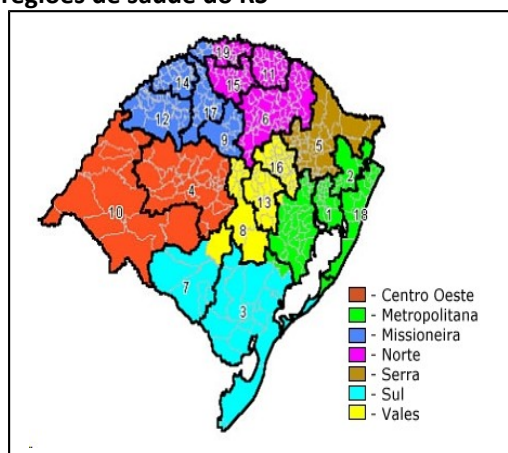 regiões de saúde do RS
19
14
15
11
12
17
6
9
5
16
2
4
13
10
1
18
8
7
3
- Centro Oeste
- Metropolitana
- Missioneira
- Norte
- Serra
- Sul
- Vales